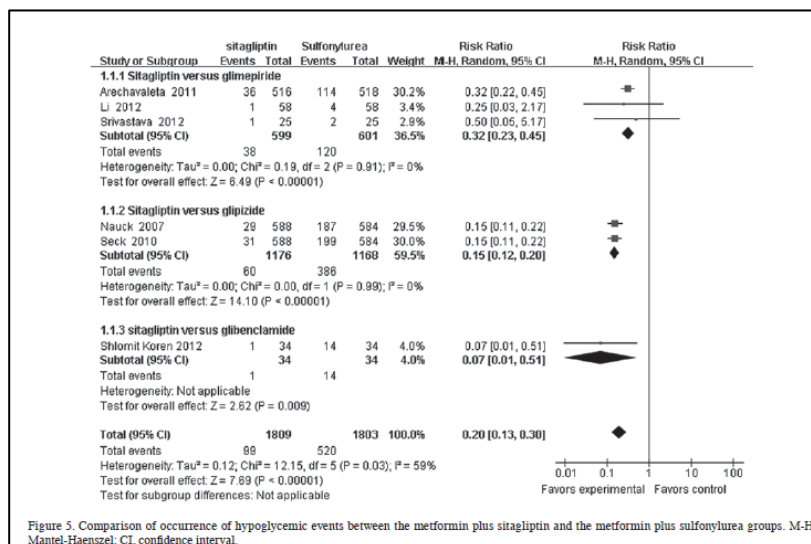 sitagliptin Sulfonylurea Risk Ratio Risk Ratio
Study or Subgroup Events Total Events Total Weight M-H, Random, 95% CI M-H, Random, 95% CI
1.1.1 Sitagliptin versus glimepiride
Arechavaleta 2011 36 516 114 518 30.2% 0.32 [0.22, 0.45]
Li 2012 1 58 4 58 3.4% 0.25 [0.03, 2.17]
Srivastava 2012 1 25 2 25 2.9% 0.50 [0.05, 5.17]
Subtotal (95% CI) 599 601 36.5% 0.32 [0.23, 0.45]
Total events 38 120
Heterogeneity: Tau² = 0.00; Chi² = 0.19, df = 2 (P = 0.91); I² = 0%
Test for overall effect: Z = 6.49 (P < 0.00001)
1.1.2 Sitagliptin versus glipizide
Nauck 2007 29 588 187 584 29.5% 0.15 [0.11, 0.22]
Seck 2010 31 588 199 584 30.0% 0.15 [0.11, 0.22]
Subtotal (95% CI) 1176 1168 59.5% 0.15 [0.12, 0.20]
Total events 60 386
Heterogeneity: Tau² = 0.00; Chi² = 0.00, df = 1 (P = 0.99); I² = 0%
Test for overall effect: Z = 14.10 (P < 0.00001)
1.1.3 sitagliptin versus glibenclamide
Shlomit Koren 2012 1 34 14 34 4.0% 0.07 [0.01, 0.51]
Subtotal (95% CI) 34 34 4.0% 0.07 [0.01, 0.51]
Total events 1 14
Heterogeneity: Not applicable
Test for overall effect: Z = 2.62 (P = 0.009)
Total (95% CI) 1809 1803 100.0% 0.20 [0.13, 0.30]
Total events 99 520
Heterogeneity: Tau² = 0.12; Chi² = 12.15, df = 5 (P = 0.03); I² = 59%
Test for overall effect: Z = 7.69 (P < 0.00001)
Test for subgroup differences: Not applicable
0.01 0.1 1 10 100
Favors experimental Favors control
Figure 5. Comparison of occurrence of hypoglycemic events between the metformin plus sitagliptin and the metformin plus sulfonylurea groups. M-H
Mantel-Haenszel; CI, confidence interval.